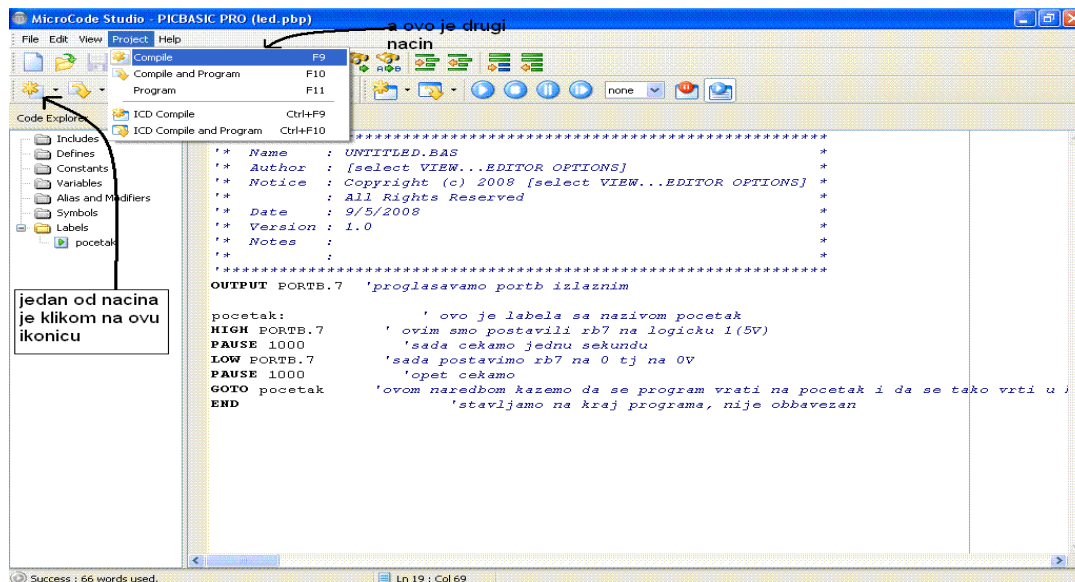 MicroCode Studio - PICBASIC PRO (led.pbp)
a ovo je drugi
nacin
File Edit View Project Help
Compile F9
Compile and Program F10
Program F11
ICD Compile Ctrl+F9
ICD Compile and Program Ctrl+F10
none
Code Explorer
Includes
Defines
Constants
Variables
Alias and Modifiers
Symbols
Labels
pocetak
jedan od nacina
je klikom na ovu
ikonicu
'* Name : UNTITLED.BAS *
'* Author : [select VIEW...EDITOR OPTIONS] *
'* Notice : Copyright (c) 2008 [select VIEW...EDITOR OPTIONS] *
'* : All Rights Reserved *
'* Date : 9/5/2008 *
'* Version : 1.0 *
'* Notes : *
'* : *
OUTPUT PORTB.7 'proglasavamo portb izlaznim
pocetak: ' ovo je labela sa nazivom pocetak
HIGH PORTB.7 ' ovim smo postavili rb7 na logicku 1(5V)
PAUSE 1000 'sada cekamo jednu sekundu
LOW PORTB.7 'sada postavimo rb7 na 0 tj na 0V
PAUSE 1000 'opet cekamo
GOTO pocetak 'ovom naredbom kazemo da se program vrati na pocetak i da se tako vrti u
END 'stavljamo na kraj programa, nije obbavezan
Success : 66 words used.
Ln 19 : Col 69